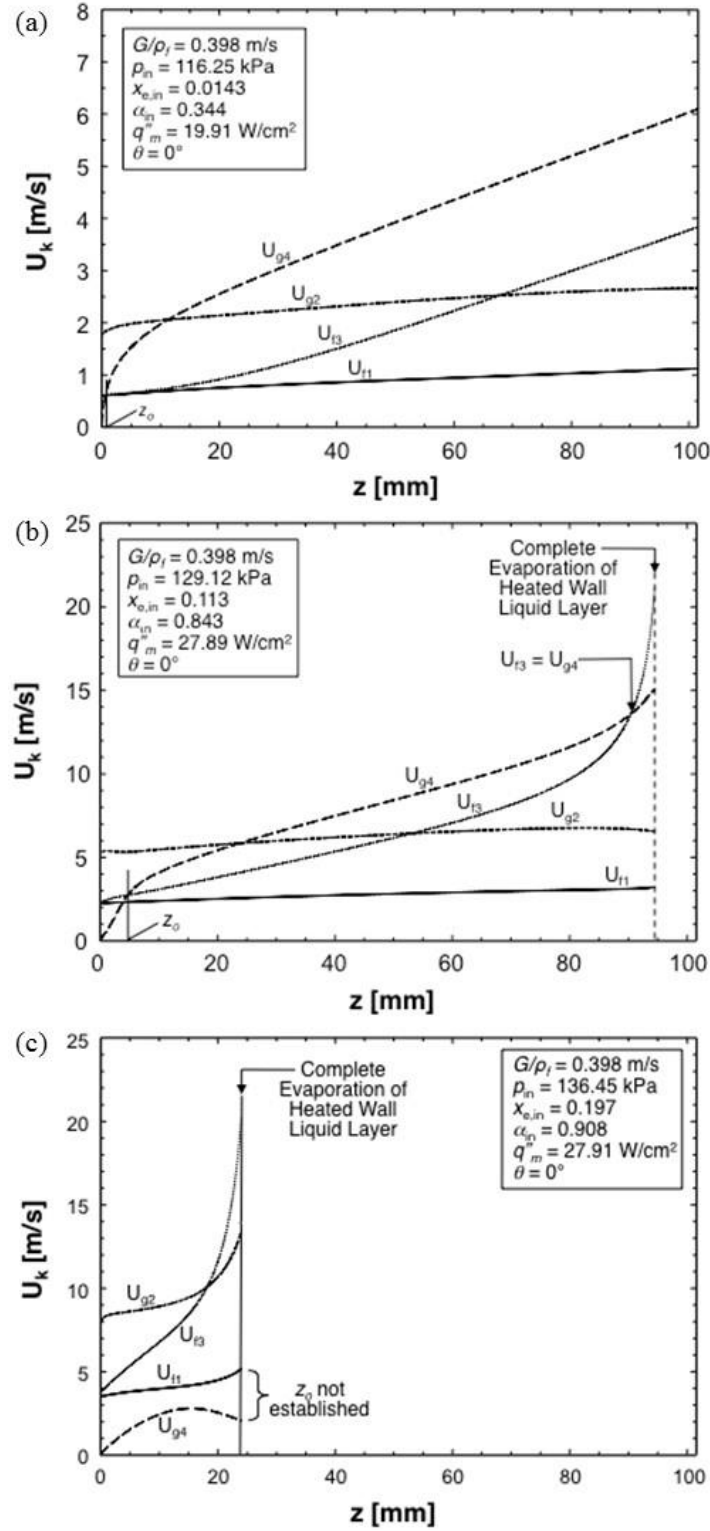 (a)
8
7
6
5
4
3
2
1
0
U_k [m/s]
G/ρ_f = 0.398 m/s
p_in = 116.25 kPa
x_e,in = 0.0143
α_in = 0.344
q"_m = 19.91 W/cm²
θ = 0°
U_g4
U_g2
U_f3
U_f1
z_o
0 20 40 60 80 100
z [mm]
(b)
25
20
15
10
5
0
U_k [m/s]
G/ρ_f = 0.398 m/s
p_in = 129.12 kPa
x_e,in = 0.113
α_in = 0.843
q"_m = 27.89 W/cm²
θ = 0°
Complete
Evaporation of
Heated Wall
Liquid Layer
U_f3 = U_g4
U_g4
U_f3
U_g2
U_f1
z_o
0 20 40 60 80 100
z [mm]
(c)
25
20
15
10
5
0
U_k [m/s]
Complete
Evaporation of
Heated Wall
Liquid Layer
G/ρ_f = 0.398 m/s
p_in = 136.45 kPa
x_e,in = 0.197
α_in = 0.908
q"_m = 27.91 W/cm²
θ = 0°
U_g2
U_f3
U_f1
U_g4
z_o not
established
0 20 40 60 80 100
z [mm]